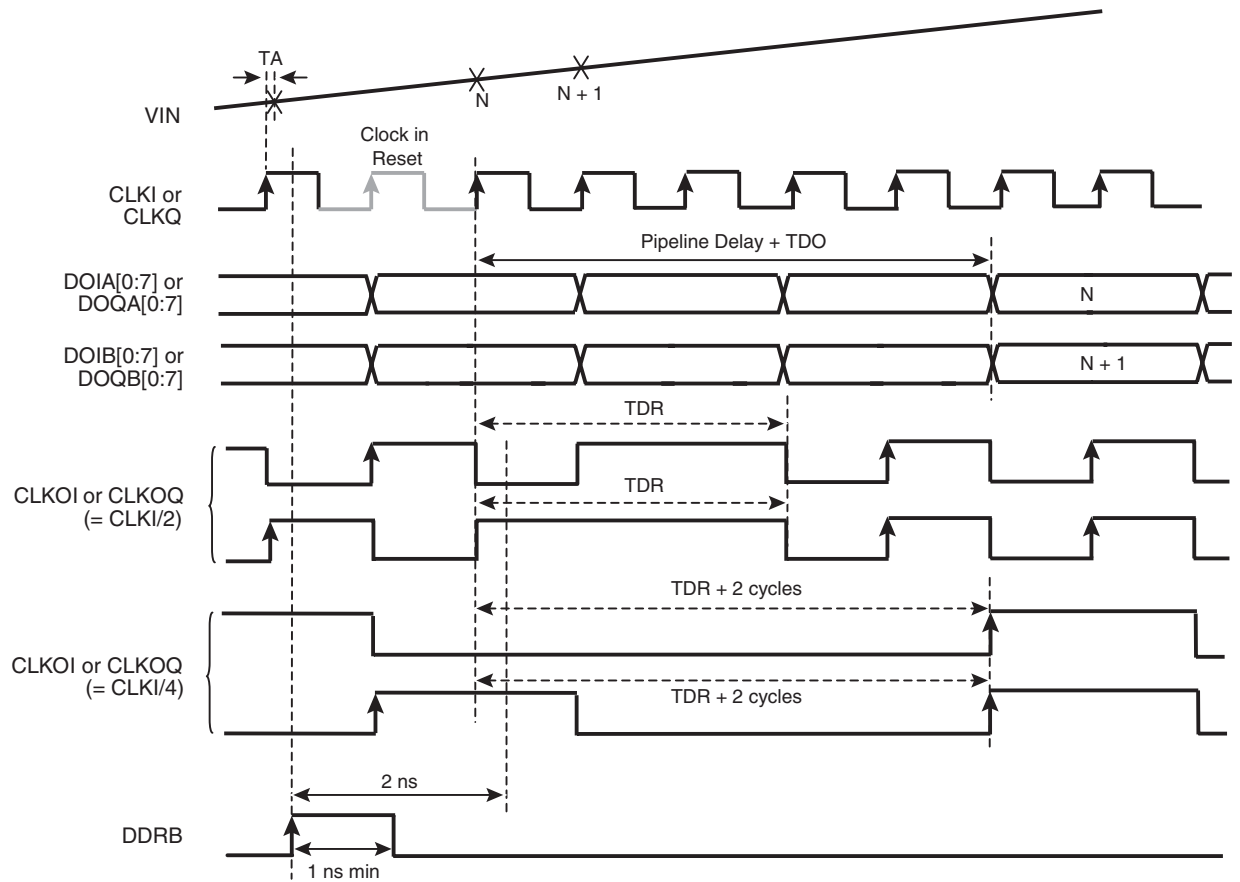 TA
VIN
N
N + 1
Clock in
Reset
CLKI or
CLKQ
Pipeline Delay + TDO
DOIA[0:7] or
DOQA[0:7]
N
DOIB[0:7] or
DOQB[0:7]
N + 1
TDR
CLKOI or CLKOQ
(= CLKI/2)
TDR
TDR + 2 cycles
CLKOI or CLKOQ
(= CLKI/4)
TDR + 2 cycles
2 ns
DDRB
1 ns min